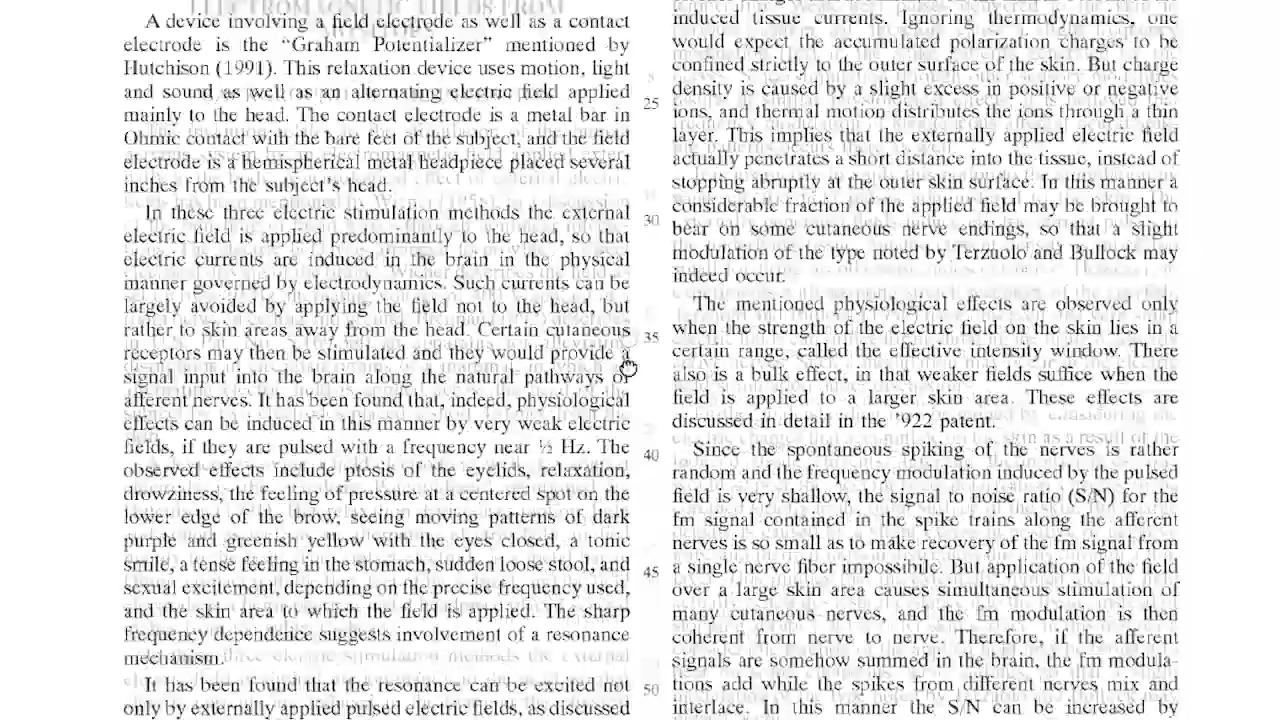 ELECTROMAGNETIC FIELDS FROM
A device involving a field electrode as well as a contact
electrode is the “Graham Potentializer” mentioned by
Hutchison (1991). This relaxation device uses motion, light
and sound as well as an alternating electric field applied
mainly to the head. The contact electrode is a metal bar in
Ohmic contact with the bare feet of the subject, and the field
electrode is a hemispherical metal headpiece placed several
inches from the subject’s head.
In these three electric stimulation methods the external
electric field is applied predominantly to the head, so that
electric currents are induced in the brain in the physical
manner governed by electrodynamics. Such currents can be
largely avoided by applying the field not to the head, but
rather to skin areas away from the head. Certain cutaneous
receptors may then be stimulated and they would provide a
signal input into the brain along the natural pathways of
afferent nerves. It has been found that, indeed, physiological
effects can be induced in this manner by very weak electric
fields, if they are pulsed with a frequency near ½ Hz. The
observed effects include ptosis of the eyelids, relaxation,
drowziness, the feeling of pressure at a centered spot on the
lower edge of the brow, seeing moving patterns of dark
purple and greenish yellow with the eyes closed, a tonic
smile, a tense feeling in the stomach, sudden loose stool, and
sexual excitement, depending on the precise frequency used,
and the skin area to which the field is applied. The sharp
frequency dependence suggests involvement of a resonance
mechanism.
It has been found that the resonance can be excited not
only by externally applied pulsed electric fields, as discussed
25
30
35
40
45
50
induced tissue currents. Ignoring thermodynamics, one
would expect the accumulated polarization charges to be
confined strictly to the outer surface of the skin. But charge
density is caused by a slight excess in positive or negative
ions, and thermal motion distributes the ions through a thin
layer. This implies that the externally applied electric field
actually penetrates a short distance into the tissue, instead of
stopping abruptly at the outer skin surface. In this manner a
considerable fraction of the applied field may be brought to
bear on some cutaneous nerve endings, so that a slight
modulation of the type noted by Terzuolo and Bullock may
indeed occur.
The mentioned physiological effects are observed only
when the strength of the electric field on the skin lies in a
certain range, called the effective intensity window. There
also is a bulk effect, in that weaker fields suffice when the
field is applied to a larger skin area. These effects are
discussed in detail in the ’922 patent.
Since the spontaneous spiking of the nerves is rather
random and the frequency modulation induced by the pulsed
field is very shallow, the signal to noise ratio (S/N) for the
fm signal contained in the spike trains along the afferent
nerves is so small as to make recovery of the fm signal from
a single nerve fiber impossibile. But application of the field
over a large skin area causes simultaneous stimulation of
many cutaneous nerves, and the fm modulation is then
coherent from nerve to nerve. Therefore, if the afferent
signals are somehow summed in the brain, the fm modula-
tions add while the spikes from different nerves mix and
interlace. In this manner the S/N can be increased by